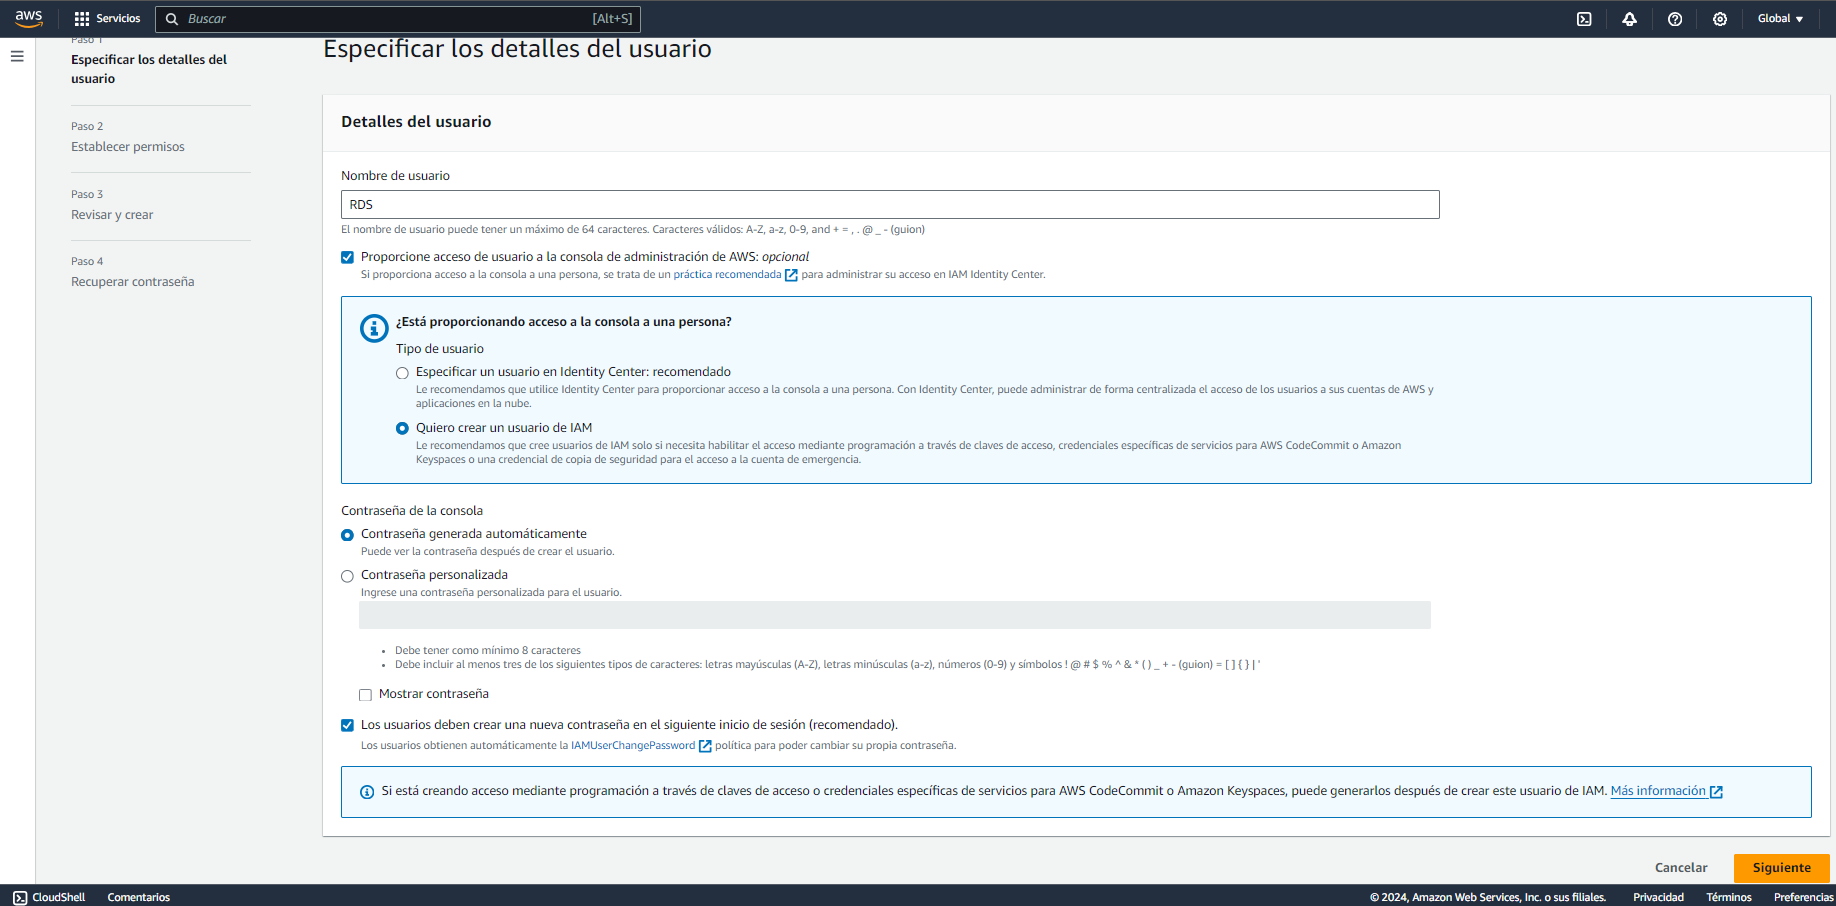 aws
Servicios
Buscar
[Alt+S]
Global
Paso 1
Especificar los detalles del
usuario
Paso 2
Establecer permisos
Paso 3
Revisar y crear
Paso 4
Recuperar contraseña
Especificar los detalles del usuario
Detalles del usuario
Nombre de usuario
RDS
El nombre de usuario puede tener un máximo de 64 caracteres. Caracteres válidos: A-Z, a-z, 0-9, and + = , . @ _ - (guion)
Proporcione acceso de usuario a la consola de administración de AWS: opcional
Si proporciona acceso a la consola a una persona, se trata de un práctica recomendada para administrar su acceso en IAM Identity Center.
¿Está proporcionando acceso a la consola a una persona?
Tipo de usuario
Especificar un usuario en Identity Center: recomendado
Le recomendamos que utilice Identity Center para proporcionar acceso a la consola a una persona. Con Identity Center, puede administrar de forma centralizada el acceso de los usuarios a sus cuentas de AWS y
aplicaciones en la nube.
Quiero crear un usuario de IAM
Le recomendamos que cree usuarios de IAM solo si necesita habilitar el acceso mediante programación a través de claves de acceso, credenciales específicas de servicios para AWS CodeCommit o Amazon
Keyspaces o una credencial de copia de seguridad para el acceso a la cuenta de emergencia.
Contraseña de la consola
Contraseña generada automáticamente
Puede ver la contraseña después de crear el usuario.
Contraseña personalizada
Ingrese una contraseña personalizada para el usuario.
• Debe tener como mínimo 8 caracteres
• Debe incluir al menos tres de los siguientes tipos de caracteres: letras mayúsculas (A-Z), letras minúsculas (a-z), números (0-9) y símbolos ! @ # $ % ^ & * ( ) _ + - (guion) = [ ] { } | '
Mostrar contraseña
Los usuarios deben crear una nueva contraseña en el siguiente inicio de sesión (recomendado).
Los usuarios obtienen automáticamente la IAMUserChangePassword política para poder cambiar su propia contraseña.
Si está creando acceso mediante programación a través de claves de acceso o credenciales específicas de servicios para AWS CodeCommit o Amazon Keyspaces, puede generarlos después de crear este usuario de IAM. Más información
Cancelar
Siguiente
CloudShell
Comentarios
© 2024, Amazon Web Services, Inc. o sus filiales.
Privacidad
Términos
Preferencias